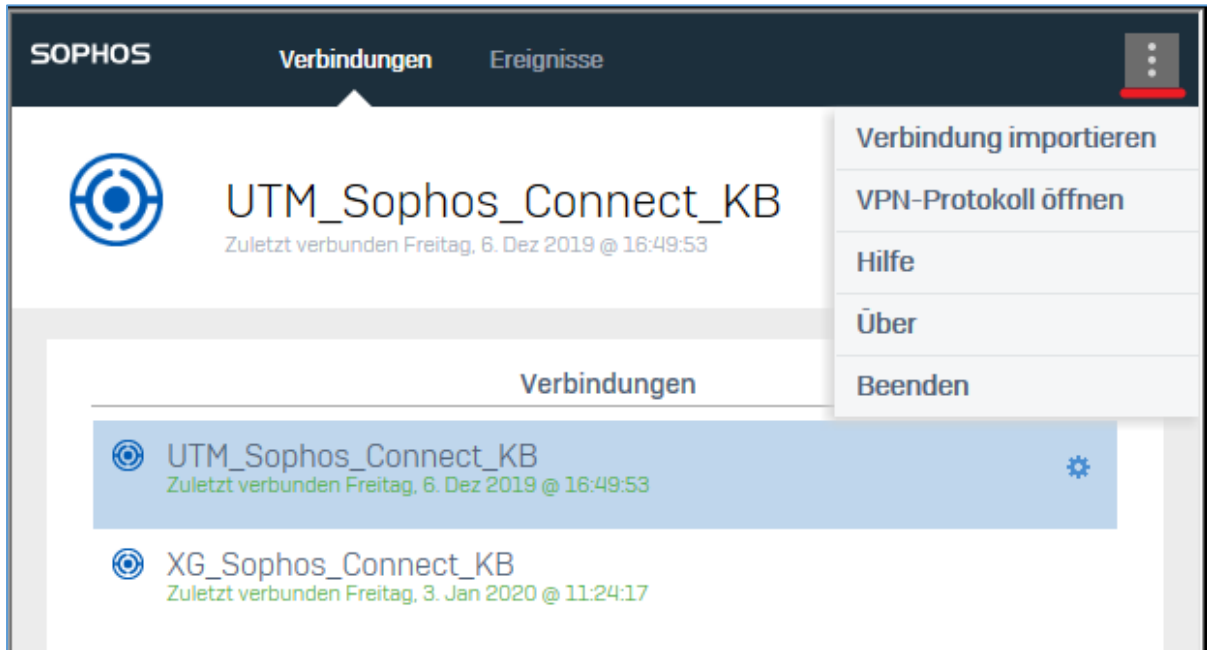 SOPHOS
Verbindungen
Ereignisse
Verbindung importieren
VPN-Protokoll öffnen
Hilfe
Über
Beenden
UTM_Sophos_Connect_KB
Zuletzt verbunden Freitag, 6. Dez 2019 @ 16:49:53
Verbindungen
UTM_Sophos_Connect_KB
Zuletzt verbunden Freitag, 6. Dez 2019 @ 16:49:53
XG_Sophos_Connect_KB
Zuletzt verbunden Freitag, 3. Jan 2020 @ 11:24:17